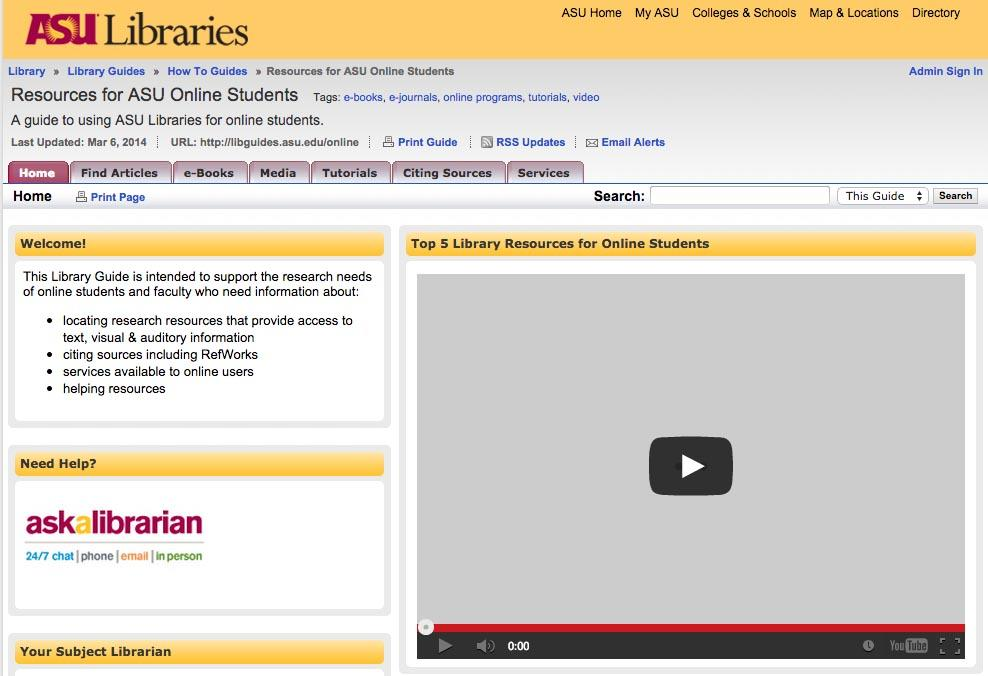 ASU Libraries
ASU Home My ASU Colleges & Schools Map & Locations Directory
Library » Library Guides » How To Guides » Resources for ASU Online Students
Admin Sign In
Resources for ASU Online Students Tags: e-books, e-journals, online programs, tutorials, video
A guide to using ASU Libraries for online students.
Last Updated: Mar 6, 2014 URL: http://libguides.asu.edu/online Print Guide RSS Updates Email Alerts
Home Find Articles e-Books Media Tutorials Citing Sources Services
Home Print Page Search: This Guide Search
Welcome!
This Library Guide is intended to support the research needs
of online students and faculty who need information about:
• locating research resources that provide access to
text, visual & auditory information
• citing sources including RefWorks
• services available to online users
• helping resources
Need Help?
askalibrarian
24/7 chat | phone | email | in person
Your Subject Librarian
Top 5 Library Resources for Online Students
0:00
YouTube